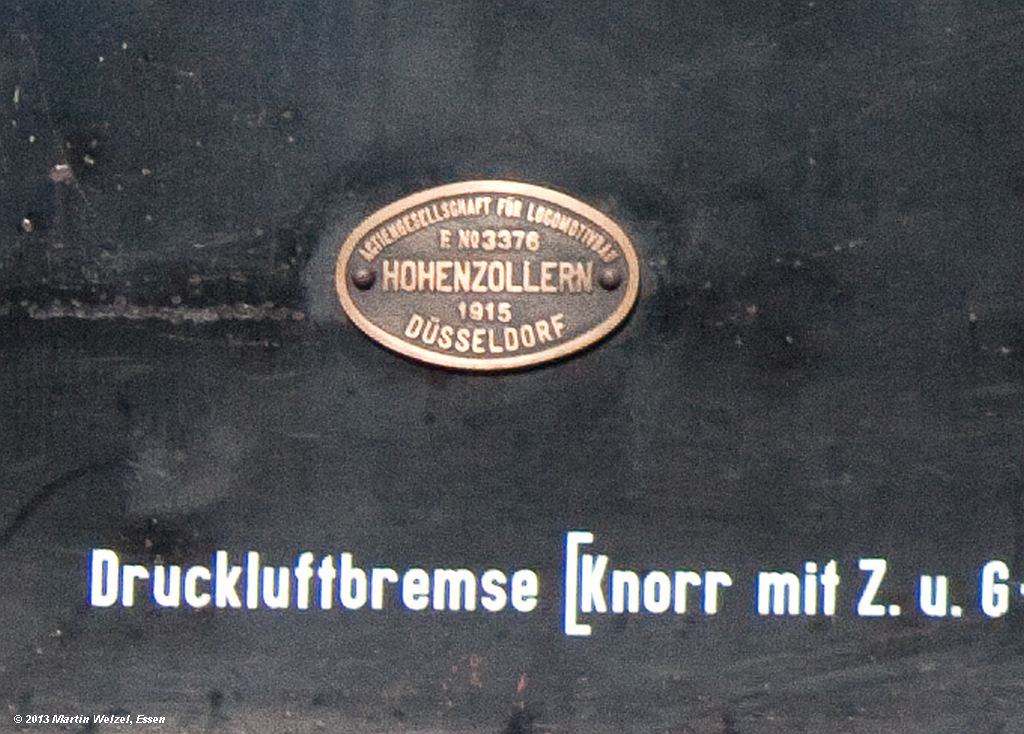 ACTIENGESELLSCHAFT FÜR LOCOMOTIVBAU
F. No 3376
HOHENZOLLERN
1915
DÜSSELDORF
Druckluftbremse [Knorr mit Z. u. G-
© 2013 Martin Welzel, Essen